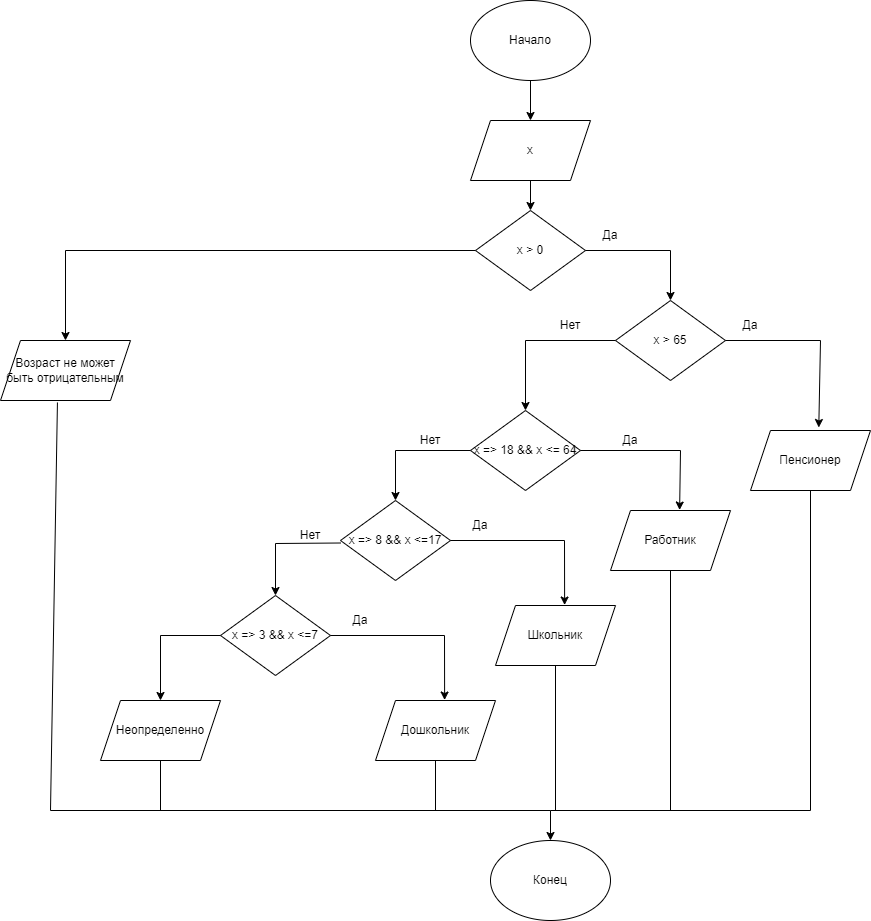 Начало
x
x > 0
Да
x > 65
Нет
Да
Возраст не может
быть отрицательным
x => 18 && x <= 64
Нет
Да
Пенсионер
x => 8 && x <=17
Нет
Да
Работник
x => 3 && x <=7
Да
Школьник
Неопределенно
Дошкольник
Конец